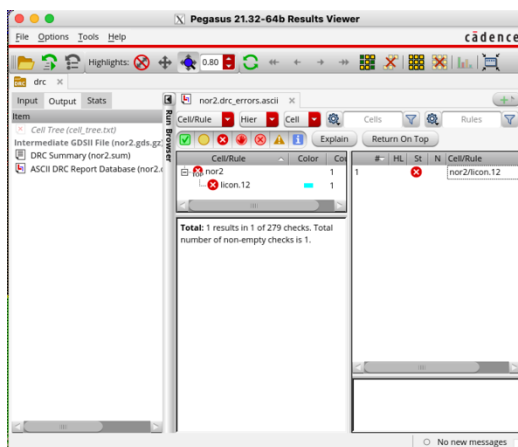 Pegasus 21.32-64b Results Viewer
File Options Tools Help
cādence
Highlights:
0.80
DRC drc
Input Output Stats
nor2.drc_errors.ascii
Item
Cell Tree (cell_tree.txt)
Intermediate GDSII File (nor2.gds.gz
DRC Summary (nor2.sum)
ASCII DRC Report Database (nor2.
Run Browser
Cell/Rule Hier Cell Cells Rules
Explain Return On Top
Cell/Rule Color Cou
TOP nor2 1
licon.12 1
# HL St N Cell/Rule
1 nor2/licon.12
Total: 1 results in 1 of 279 checks. Total
number of non-empty checks is 1.
No new messages